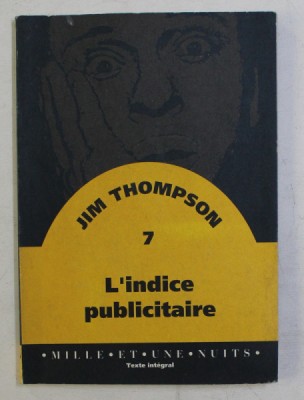 JIM THOMPSON
7
L'indice
publicitaire
•MILLE•ET•UNE•NUITS•
Texte intégral